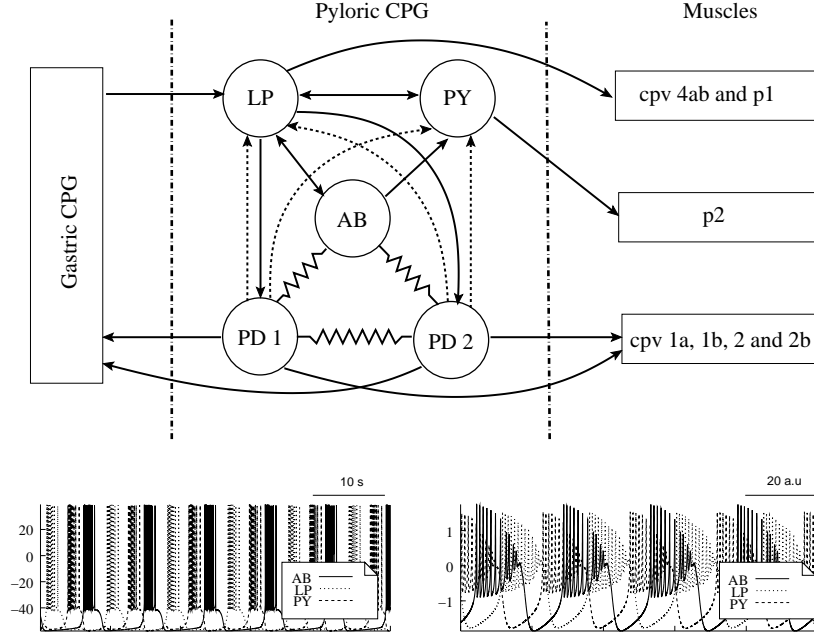 Pyloric CPG
Muscles
Gastric CPG
LP
PY
AB
PD 1
PD 2
cpv 4ab and p1
p2
cpv 1a, 1b, 2 and 2b
10 s
20
0
−20
−40
AB
LP
PY
20 a.u
1
0
−1
AB
LP
PY